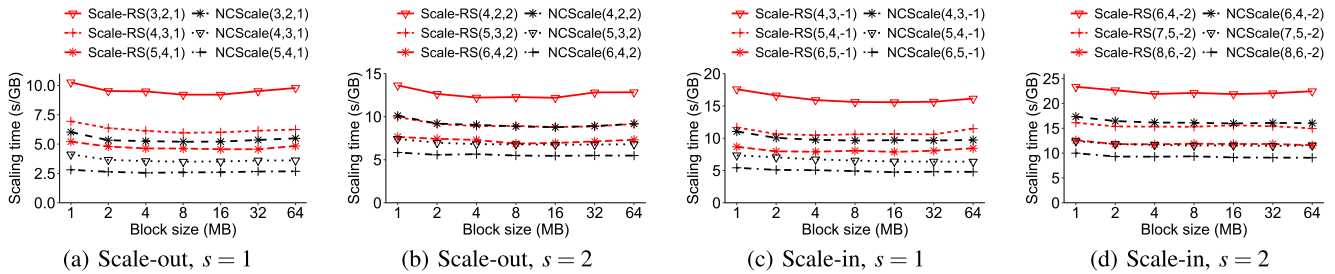 Scale-RS(3,2,1) NCScale(3,2,1)
Scale-RS(4,3,1) NCScale(4,3,1)
Scale-RS(5,4,1) NCScale(5,4,1)
Scaling time (s/GB)
10.0
7.5
5.0
2.5
0.0
1 2 4 8 16 32 64
Block size (MB)
(a) Scale-out, s = 1
Scale-RS(4,2,2) NCScale(4,2,2)
Scale-RS(5,3,2) NCScale(5,3,2)
Scale-RS(6,4,2) NCScale(6,4,2)
Scaling time (s/GB)
15
10
5
0
1 2 4 8 16 32 64
Block size (MB)
(b) Scale-out, s = 2
Scale-RS(4,3,-1) NCScale(4,3,-1)
Scale-RS(5,4,-1) NCScale(5,4,-1)
Scale-RS(6,5,-1) NCScale(6,5,-1)
Scaling time (s/GB)
20
15
10
5
0
1 2 4 8 16 32 64
Block size (MB)
(c) Scale-in, s = 1
Scale-RS(6,4,-2) NCScale(6,4,-2)
Scale-RS(7,5,-2) NCScale(7,5,-2)
Scale-RS(8,6,-2) NCScale(8,6,-2)
Scaling time (s/GB)
25
20
15
10
5
0
1 2 4 8 16 32 64
Block size (MB)
(d) Scale-in, s = 2